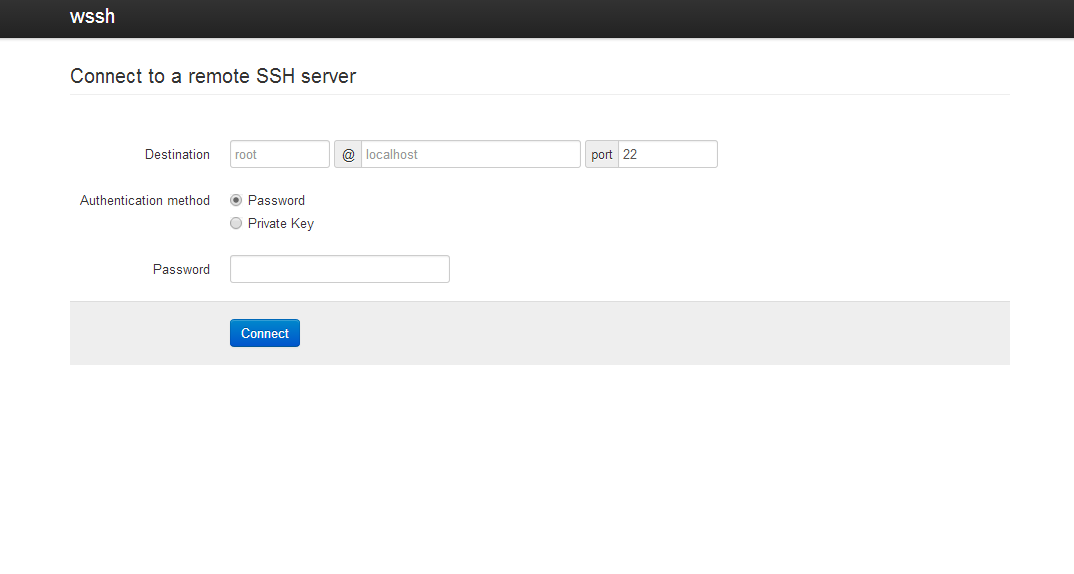 wssh
Connect to a remote SSH server
Destination root @ localhost port 22
Authentication method Password
Private Key
Password
Connect